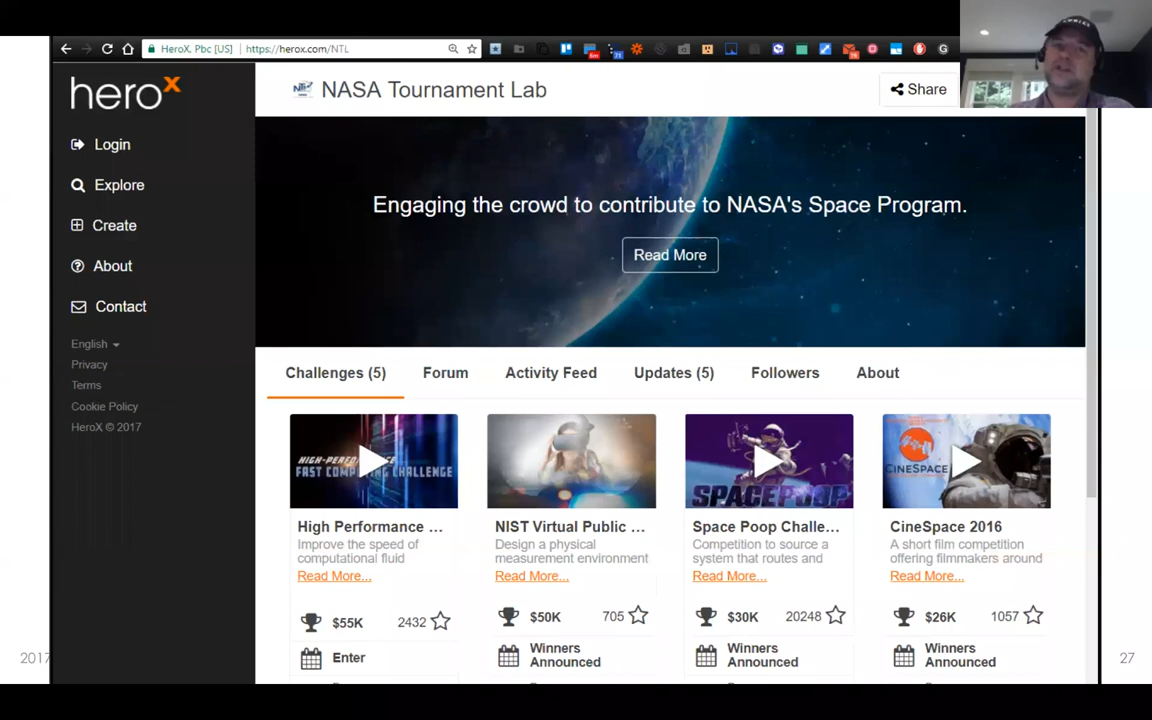 HeroX, Pbc [US] https://herox.com/NTL
herox
NASA Tournament Lab
Share
Login
Explore
Create
About
Contact
English
Privacy
Terms
Cookie Policy
HeroX © 2017
Engaging the crowd to contribute to NASA's Space Program.
Read More
Challenges (5) Forum Activity Feed Updates (5) Followers About
HIGH-PERFORMANCE
FAST COMPUTING CHALLENGE
High Performance ...
Improve the speed of
computational fluid
Read More...
$55K 2432
Enter
NIST Virtual Public ...
Design a physical
measurement environment
Read More...
$50K 705
Winners
Announced
SPACE POOP
Space Poop Challe...
Competition to source a
system that routes and
Read More...
$30K 20248
Winners
Announced
CINESPACE
CineSpace 2016
A short film competition
offering filmmakers around
Read More...
$26K 1057
Winners
Announced
2017
27